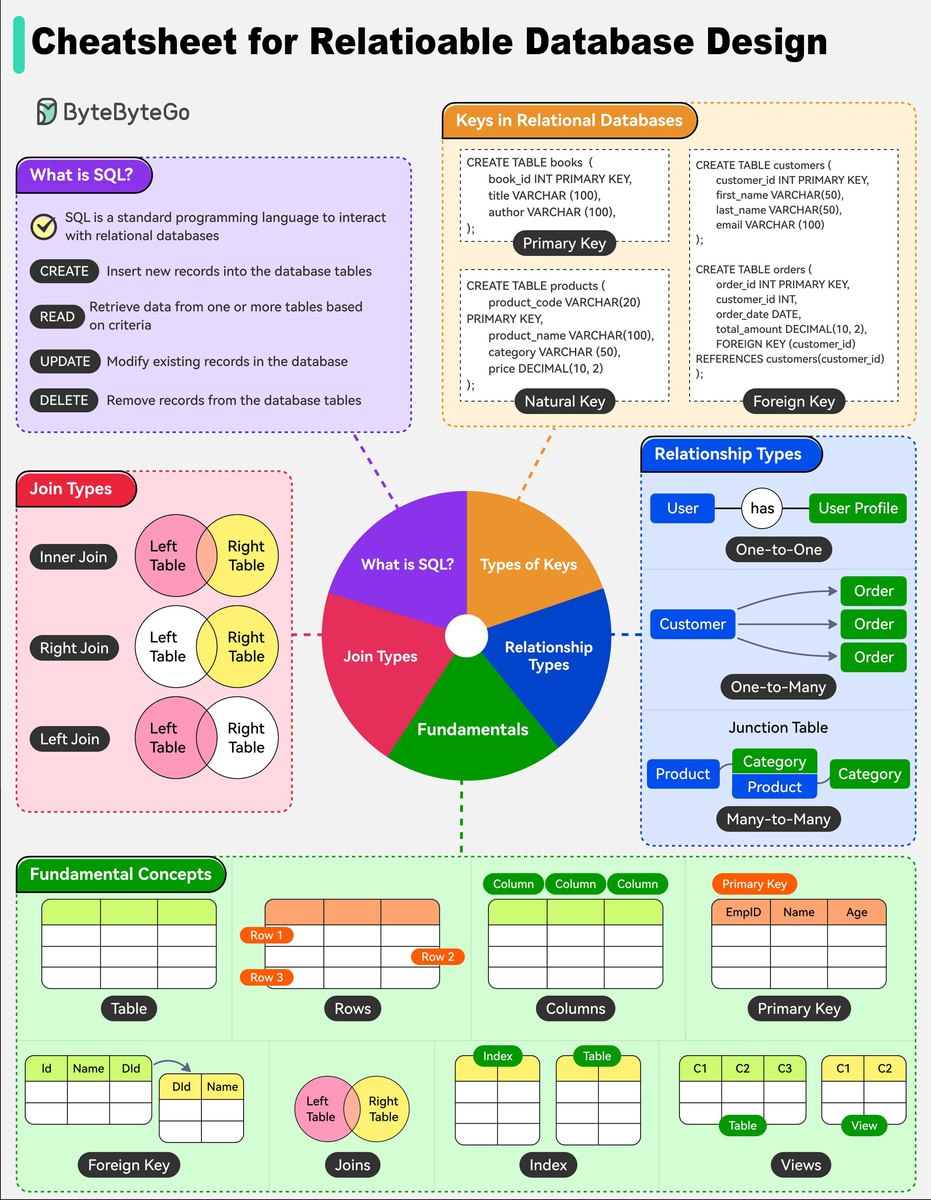 Cheatsheet for Relatioable Database Design
ByteByteGo
What is SQL?
SQL is a standard programming language to interact
with relational databases
CREATE Insert new records into the database tables
READ Retrieve data from one or more tables based
on criteria
UPDATE Modify existing records in the database
DELETE Remove records from the database tables
Keys in Relational Databases
CREATE TABLE books (
book_id INT PRIMARY KEY,
title VARCHAR (100),
author VARCHAR (100),
);
Primary Key
CREATE TABLE products (
product_code VARCHAR(20)
PRIMARY KEY,
product_name VARCHAR(100),
category VARCHAR (50),
price DECIMAL(10, 2)
);
Natural Key
CREATE TABLE customers (
customer_id INT PRIMARY KEY,
first_name VARCHAR(50),
last_name VARCHAR(50),
email VARCHAR (100)
);
CREATE TABLE orders (
order_id INT PRIMARY KEY,
customer_id INT,
order_date DATE,
total_amount DECIMAL(10, 2),
FOREIGN KEY (customer_id)
REFERENCES customers(customer_id)
);
Foreign Key
Join Types
Inner Join
Left
Table
Right
Table
Right Join
Left
Table
Right
Table
Left Join
Left
Table
Right
Table
What is SQL?
Types of Keys
Join Types
Relationship
Types
Fundamentals
Relationship Types
User has User Profile
One-to-One
Customer
Order
Order
Order
One-to-Many
Junction Table
Product
Category
Product
Category
Many-to-Many
Fundamental Concepts
Table
Row 1
Row 2
Row 3
Rows
Column Column Column
Columns
Primary Key
EmpID Name Age
Primary Key
Id Name DId
DId Name
Foreign Key
Left
Table
Right
Table
Joins
Index
Table
Index
C1 C2 C3
Table
C1 C2
View
Views